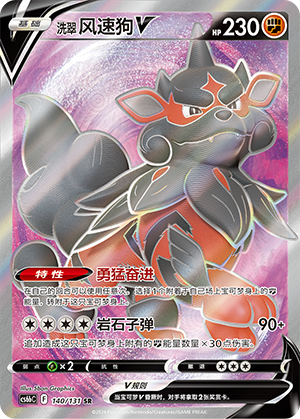 基础
洗翠 风速狗V
HP 230
特性 勇猛奋进
在自己的回合可以使用任意次。选择1个附着于自己场上宝可梦身上的
能量，转附于这只宝可梦身上。
岩石子弹 90+
追加造成这只宝可梦身上附有的能量数量×30点伤害。
弱点 ×2 抵抗力 撤退
V规则
当宝可梦V昏厥时，对手将拿取2张奖赏卡。
CS6bC F 140/131 SR